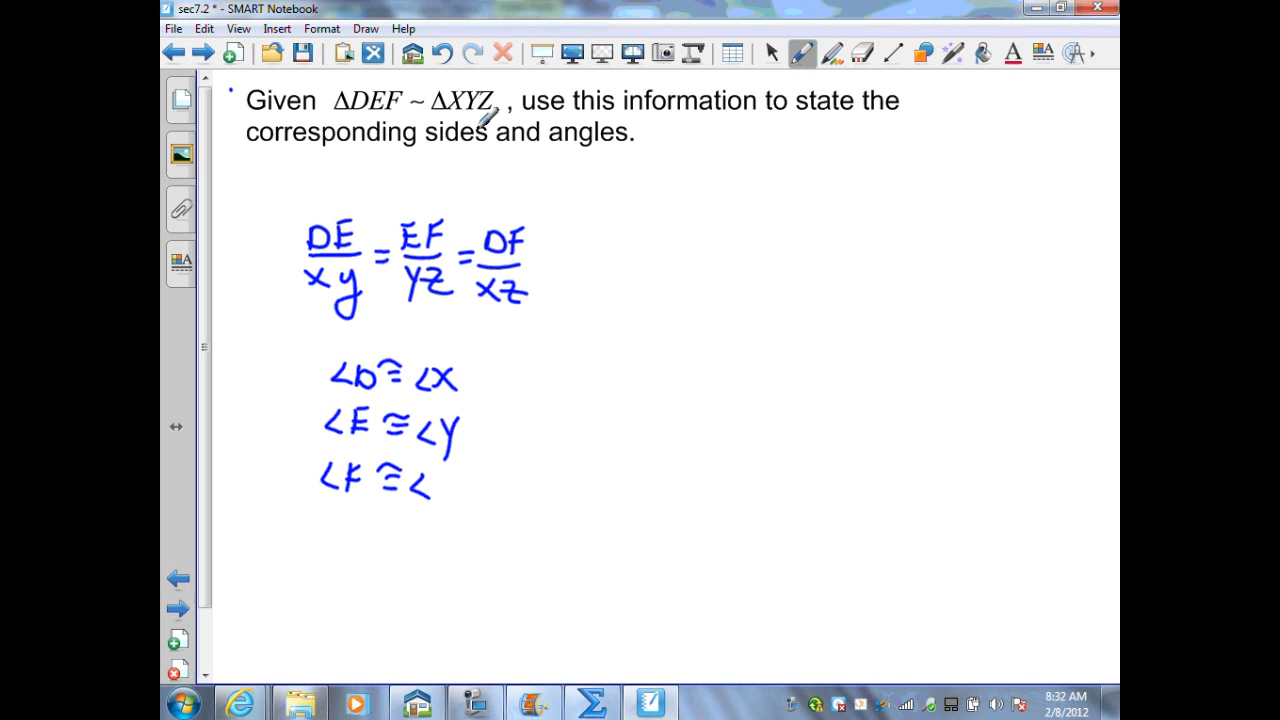 sec7.2 * - SMART Notebook
File Edit View Insert Format Draw Help
Given ΔDEF ~ ΔXYZ , use this information to state the
corresponding sides and angles.
DE/xy = EF/YZ = DF/XZ
∠D ≅ ∠X
∠E ≅ ∠Y
∠F ≅ ∠
8:32 AM
2/8/2012